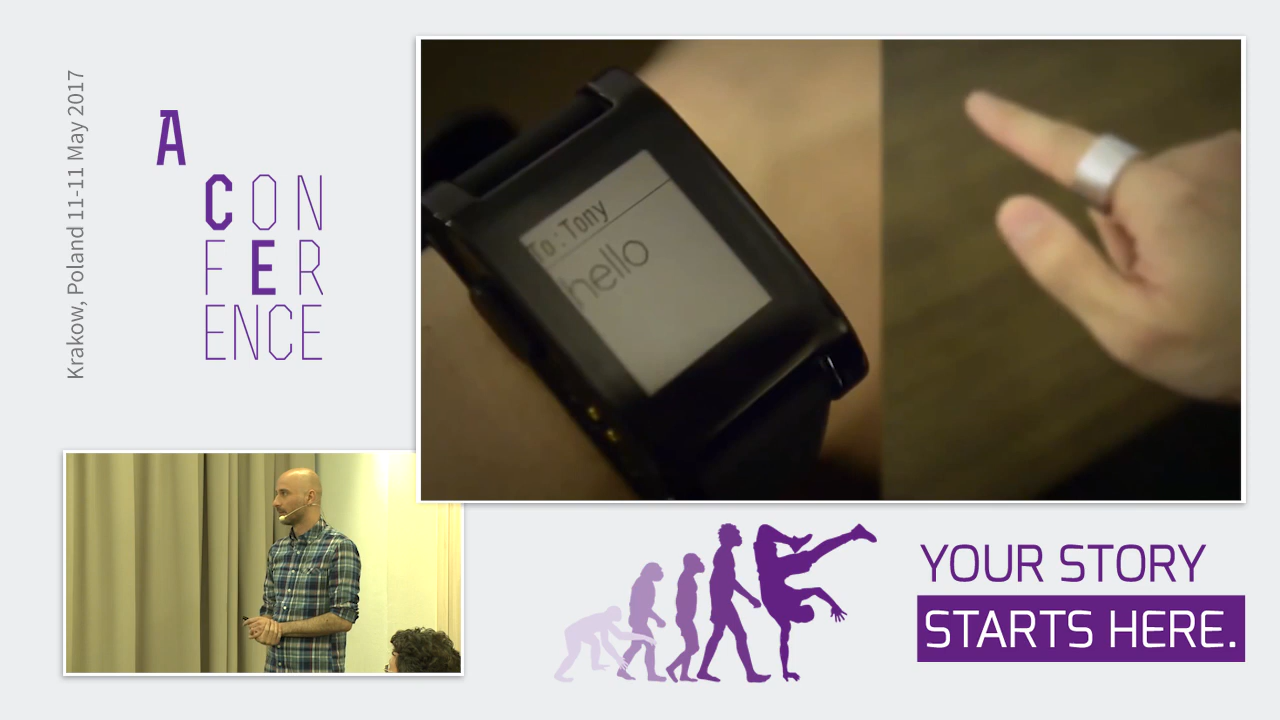 Krakow, Poland 11-11 May 2017
A
CON
FER
ENCE
To: Tony
hello
YOUR STORY
STARTS HERE.